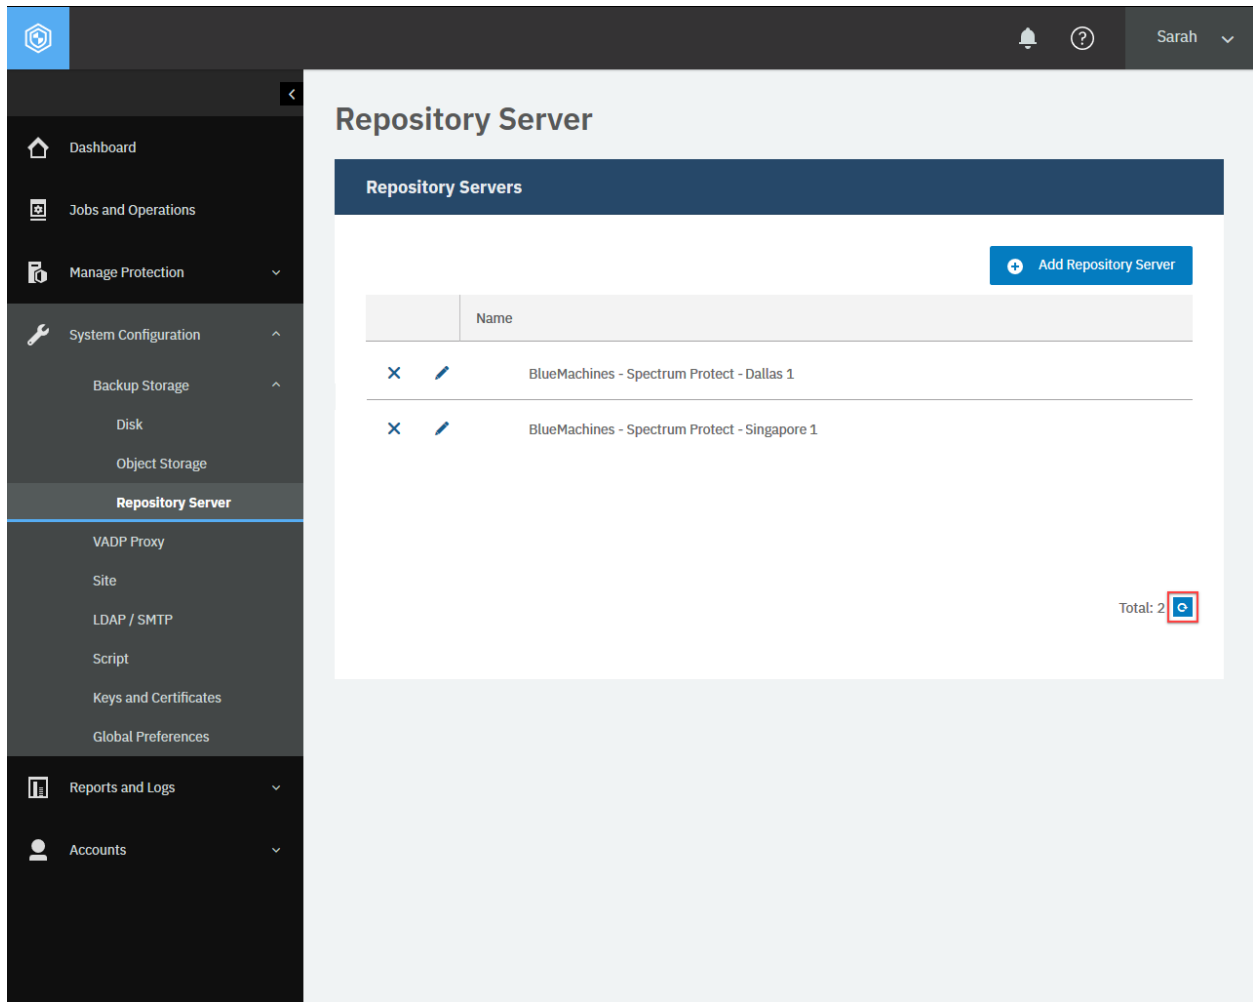 Sarah
Dashboard
Jobs and Operations
Manage Protection
System Configuration
Backup Storage
Disk
Object Storage
Repository Server
VADP Proxy
Site
LDAP / SMTP
Script
Keys and Certificates
Global Preferences
Reports and Logs
Accounts
Repository Server
Repository Servers
Add Repository Server
Name
BlueMachines - Spectrum Protect - Dallas 1
BlueMachines - Spectrum Protect - Singapore 1
Total: 2